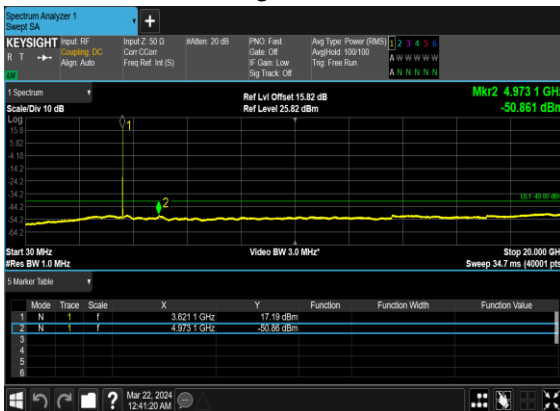 Spectrum Analyzer 1
Swept SA
KEYSIGHT Input: RF Input Z: 50 Ω #Atten: 20 dB PNO: Fast Avg Type: Power (RMS) 1 2 3 4 5 6
R T Coupling: DC Corr CCorr Gate: Off Avg|Hold: 100/100 A W W W W W
Align: Auto Freq Ref: Int (S) IF Gain: Low Trig: Free Run
LV Sig Track: Off A N N N N N
1 Spectrum Ref Lvl Offset 15.82 dB Mkr2 4.973 1 GHz
Scale/Div 10 dB Ref Level 25.82 dBm -50.861 dBm
Log
15.8
5.82
-4.18
-14.2
-24.2
-34.2
-44.2
-54.2
-64.2
1
2
DL1 -40.00 dBm
Start 30 MHz Video BW 3.0 MHz* Stop 20.000 GHz
#Res BW 1.0 MHz Sweep 34.7 ms (40001 pts)
5 Marker Table
Mode Trace Scale X Y Function Function Width Function Value
1 N 1 f 3.621 1 GHz 17.19 dBm
2 N 1 f 4.973 1 GHz -50.86 dBm
3
4
5
6
? Mar 22, 2024
12:41:20 AM